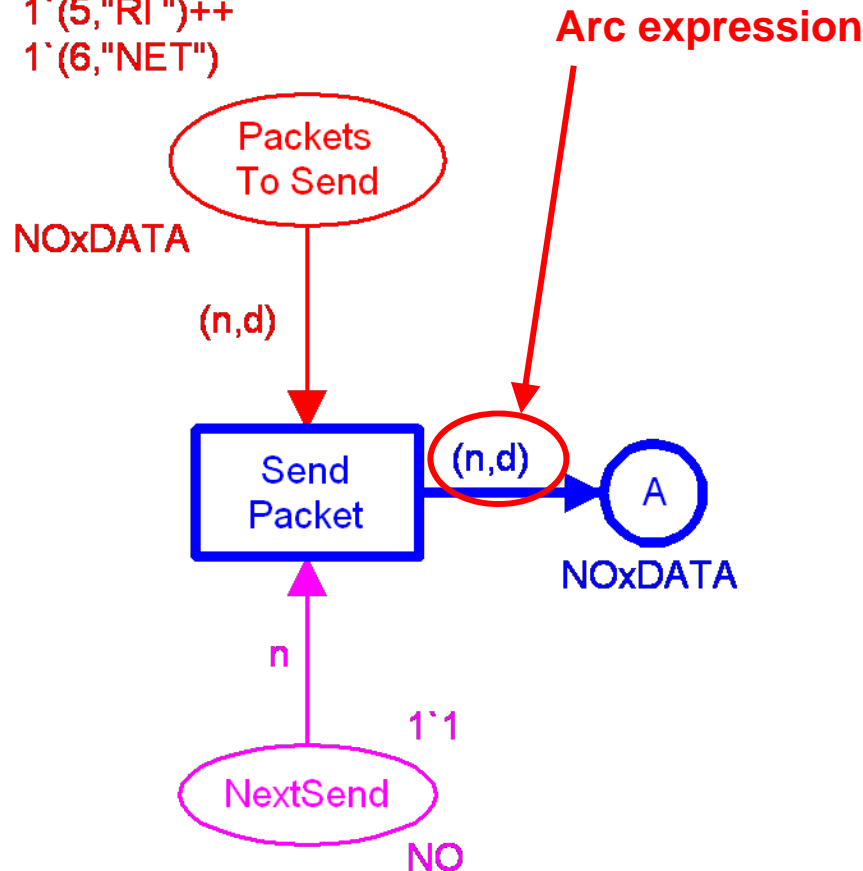 1`(5,"RI ")++
1`(6,"NET")
Arc expression
Packets
To Send
NOxDATA
(n,d)
Send
Packet
(n,d)
A
NOxDATA
n
1`1
NextSend
NO